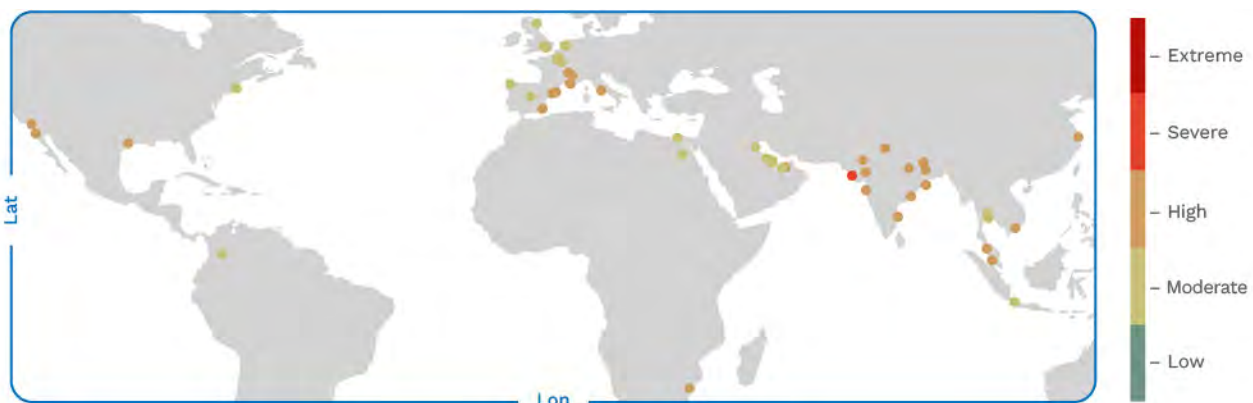 Lat
Lon
– Extreme
– Severe
– High
– Moderate
– Low